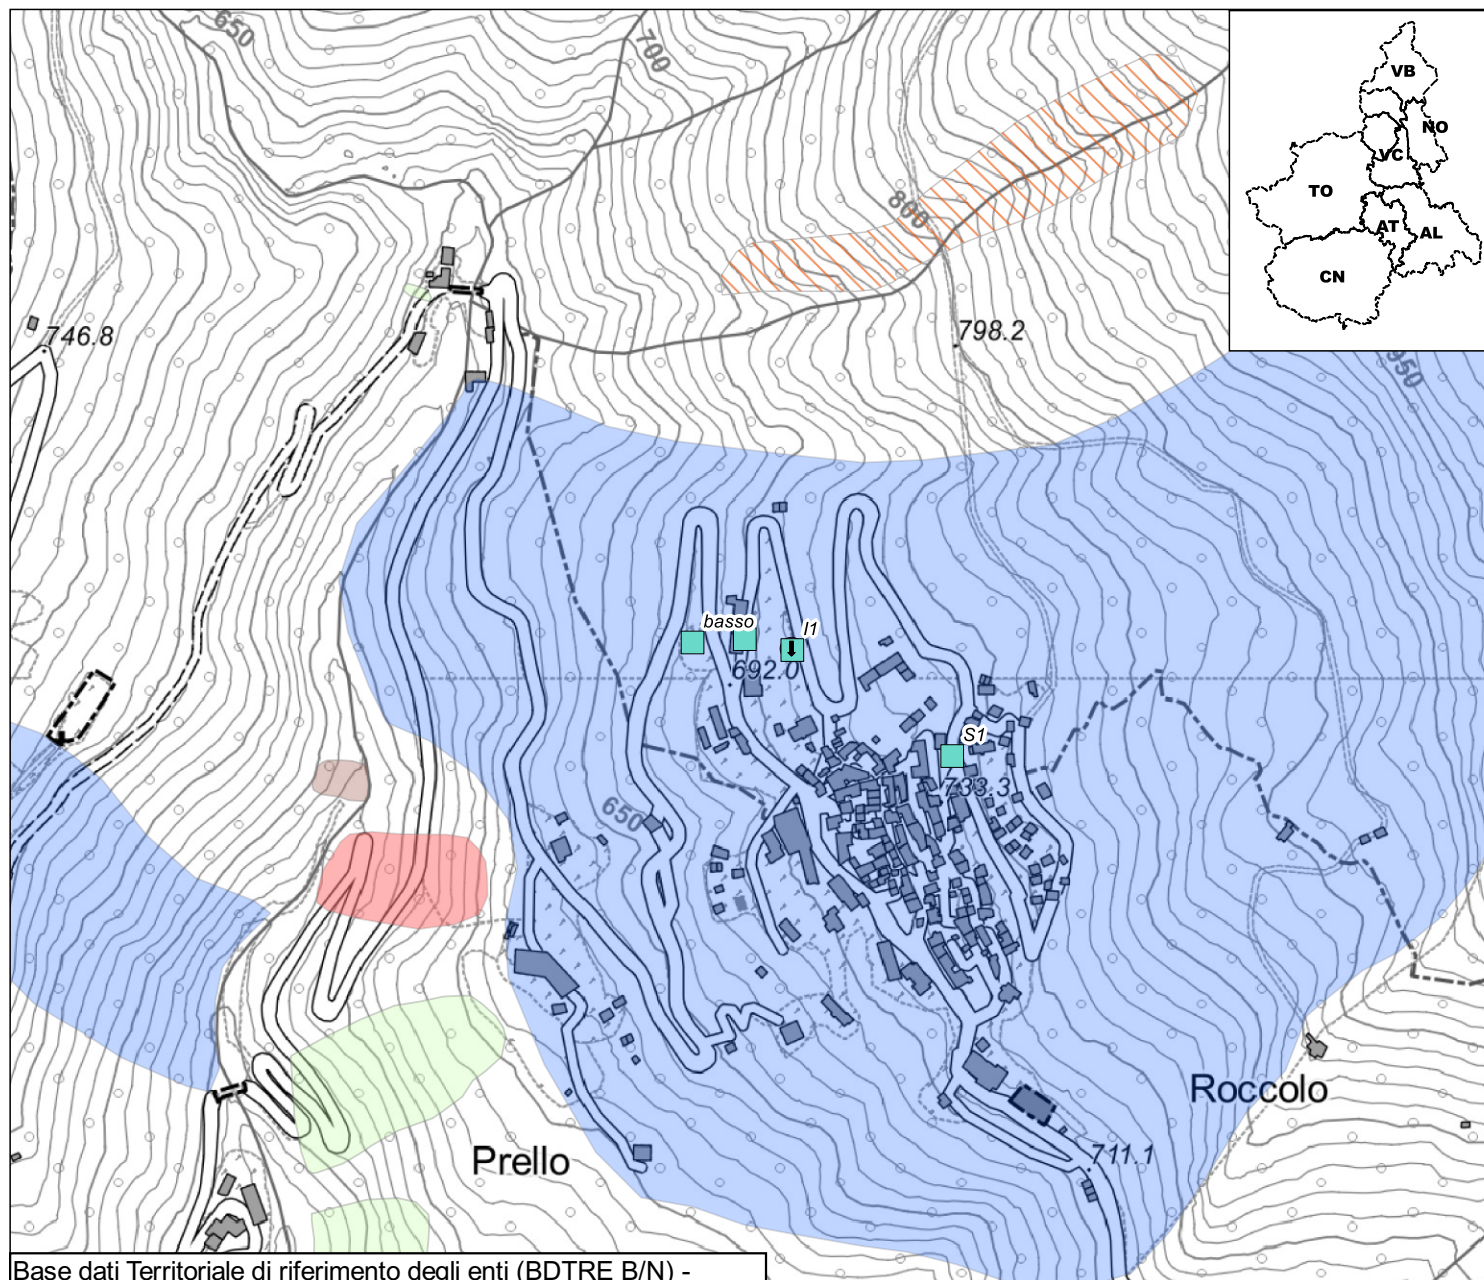 650
700
VB
NO
VC
TO
AT
AL
CN
800
746.8
798.2
950
basso
I1
692.0
S1
733.3
650
Roccolo
711.1
Prello
Base dati Territoriale di riferimento degli enti (BDTRE B/N) -